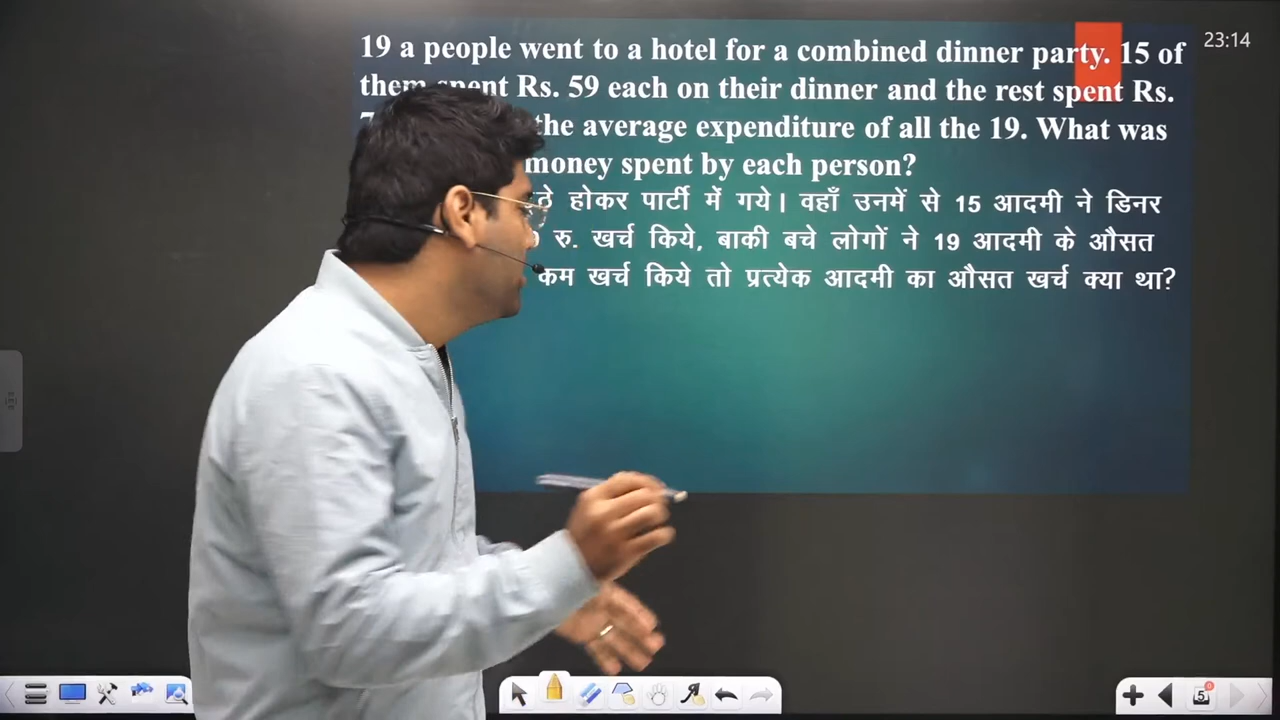 19 a people went to a hotel for a combined dinner party. 15 of
them spent Rs. 59 each on their dinner and the rest spent Rs.
the average expenditure of all the 19. What was
money spent by each person?
होकर पार्टी में गये। वहाँ उनमें से 15 आदमी ने डिनर
रु. खर्च किये, बाकी बचे लोगों ने 19 आदमी के औसत
कम खर्च किये तो प्रत्येक आदमी का औसत खर्च क्या था?
23:14
5